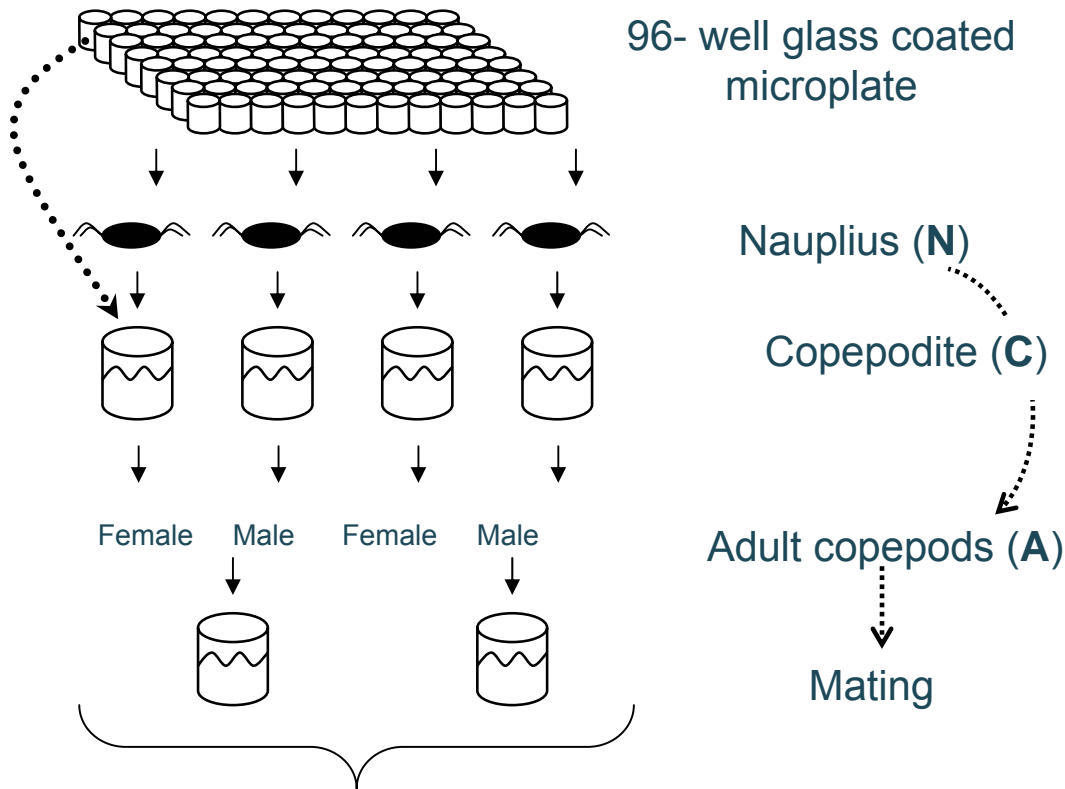 96- well glass coated
microplate
Nauplius (N)
Copepodite (C)
Female Male Female Male
Adult copepods (A)
Mating